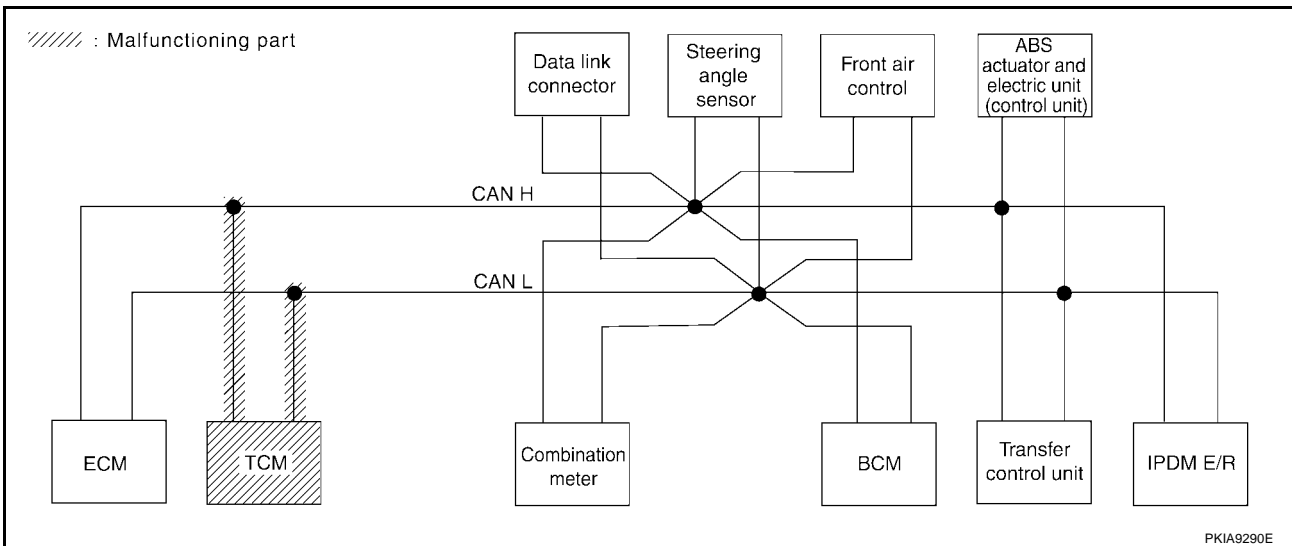 : Malfunctioning part
Data link
connector
Steering
angle
sensor
Front air
control
ABS
actuator and
electric unit
(control unit)
CAN H
CAN L
ECM
TCM
Combination
meter
BCM
Transfer
control unit
IPDM E/R
PKIA9290E